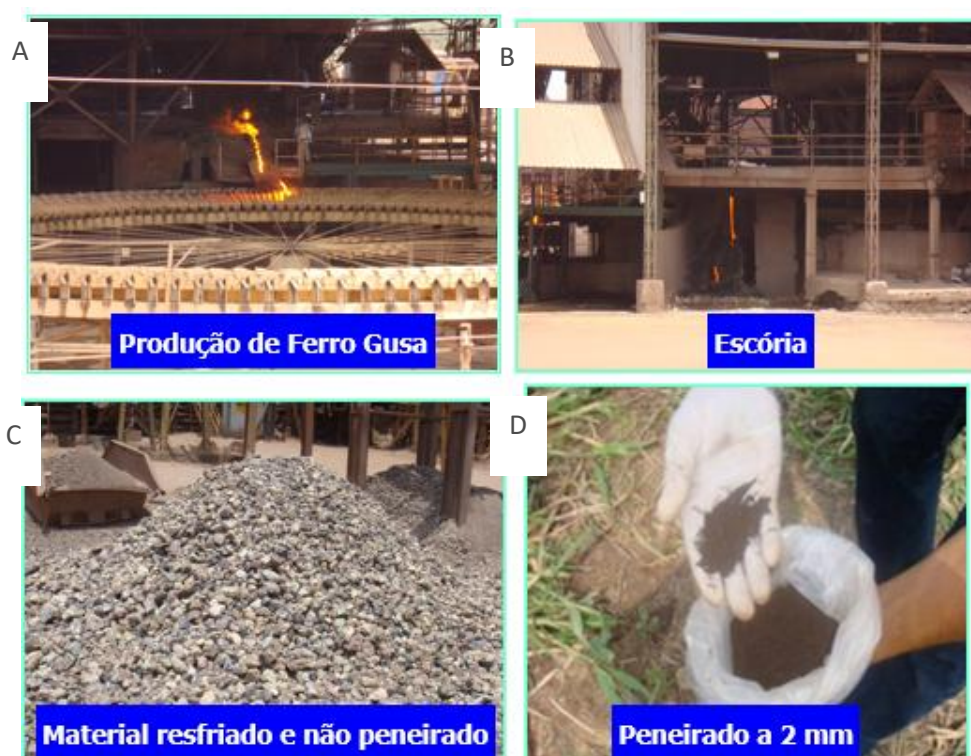 A
B
Produção de Ferro Gusa
Escória
C
D
Material resfriado e não peneirado
Peneirado a 2 mm